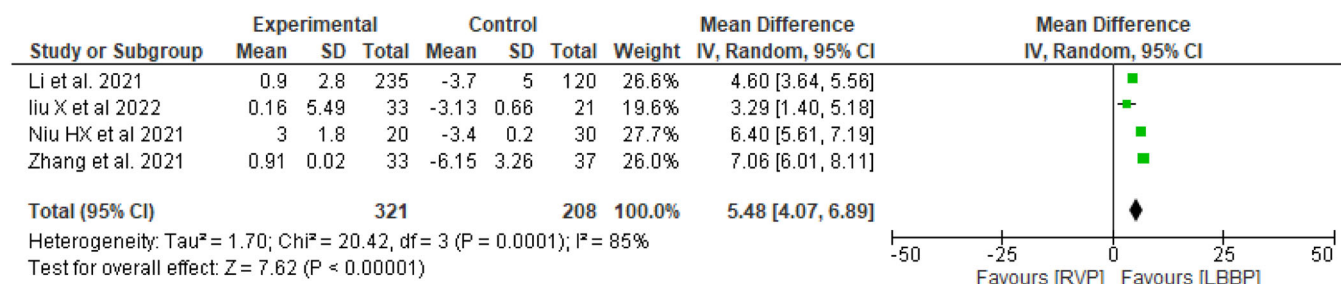 Experimental Control Mean Difference Mean Difference
Study or Subgroup Mean SD Total Mean SD Total Weight IV, Random, 95% CI IV, Random, 95% CI
Li et al. 2021 0.9 2.8 235 -3.7 5 120 26.6% 4.60 [3.64, 5.56]
liu X et al 2022 0.16 5.49 33 -3.13 0.66 21 19.6% 3.29 [1.40, 5.18]
Niu HX et al 2021 3 1.8 20 -3.4 0.2 30 27.7% 6.40 [5.61, 7.19]
Zhang et al. 2021 0.91 0.02 33 -6.15 3.26 37 26.0% 7.06 [6.01, 8.11]
Total (95% CI) 321 208 100.0% 5.48 [4.07, 6.89]
Heterogeneity: Tau² = 1.70; Chi² = 20.42, df = 3 (P = 0.0001); I² = 85%
Test for overall effect: Z = 7.62 (P < 0.00001)
-50 -25 0 25 50
Favours [RVP] Favours [LBBP]